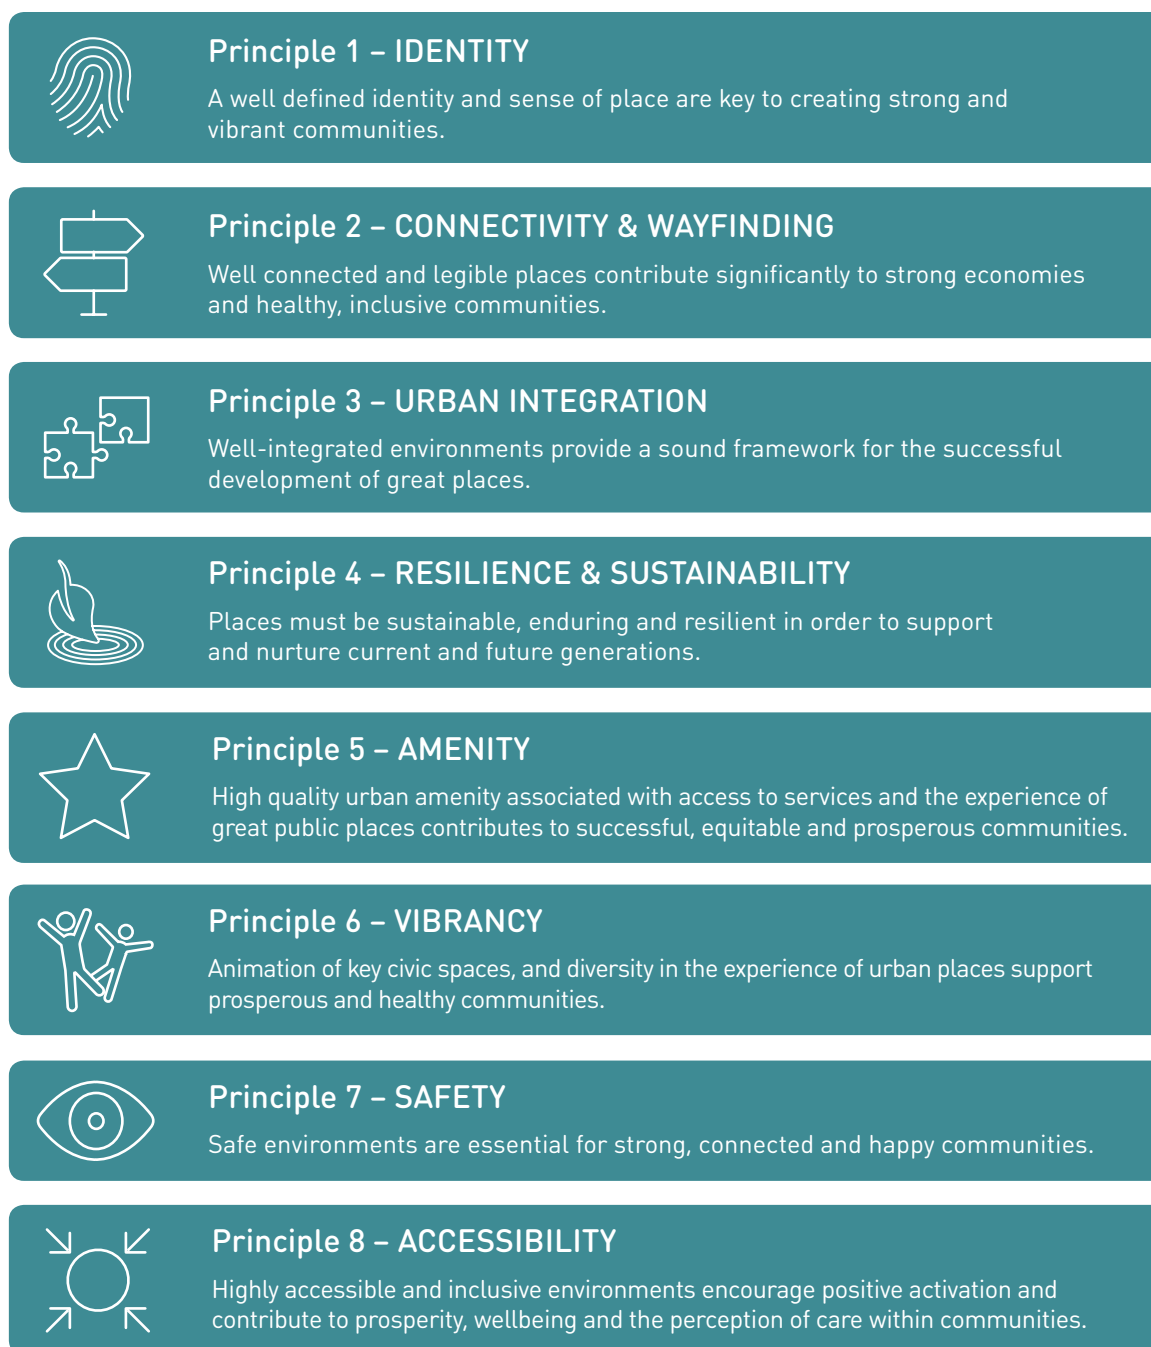 Principle 1 – IDENTITY
A well defined identity and sense of place are key to creating strong and
vibrant communities.
Principle 2 – CONNECTIVITY & WAYFINDING
Well connected and legible places contribute significantly to strong economies
and healthy, inclusive communities.
Principle 3 – URBAN INTEGRATION
Well-integrated environments provide a sound framework for the successful
development of great places.
Principle 4 – RESILIENCE & SUSTAINABILITY
Places must be sustainable, enduring and resilient in order to support
and nurture current and future generations.
Principle 5 – AMENITY
High quality urban amenity associated with access to services and the experience of
great public places contributes to successful, equitable and prosperous communities.
Principle 6 – VIBRANCY
Animation of key civic spaces, and diversity in the experience of urban places support
prosperous and healthy communities.
Principle 7 – SAFETY
Safe environments are essential for strong, connected and happy communities.
Principle 8 – ACCESSIBILITY
Highly accessible and inclusive environments encourage positive activation and
contribute to prosperity, wellbeing and the perception of care within communities.